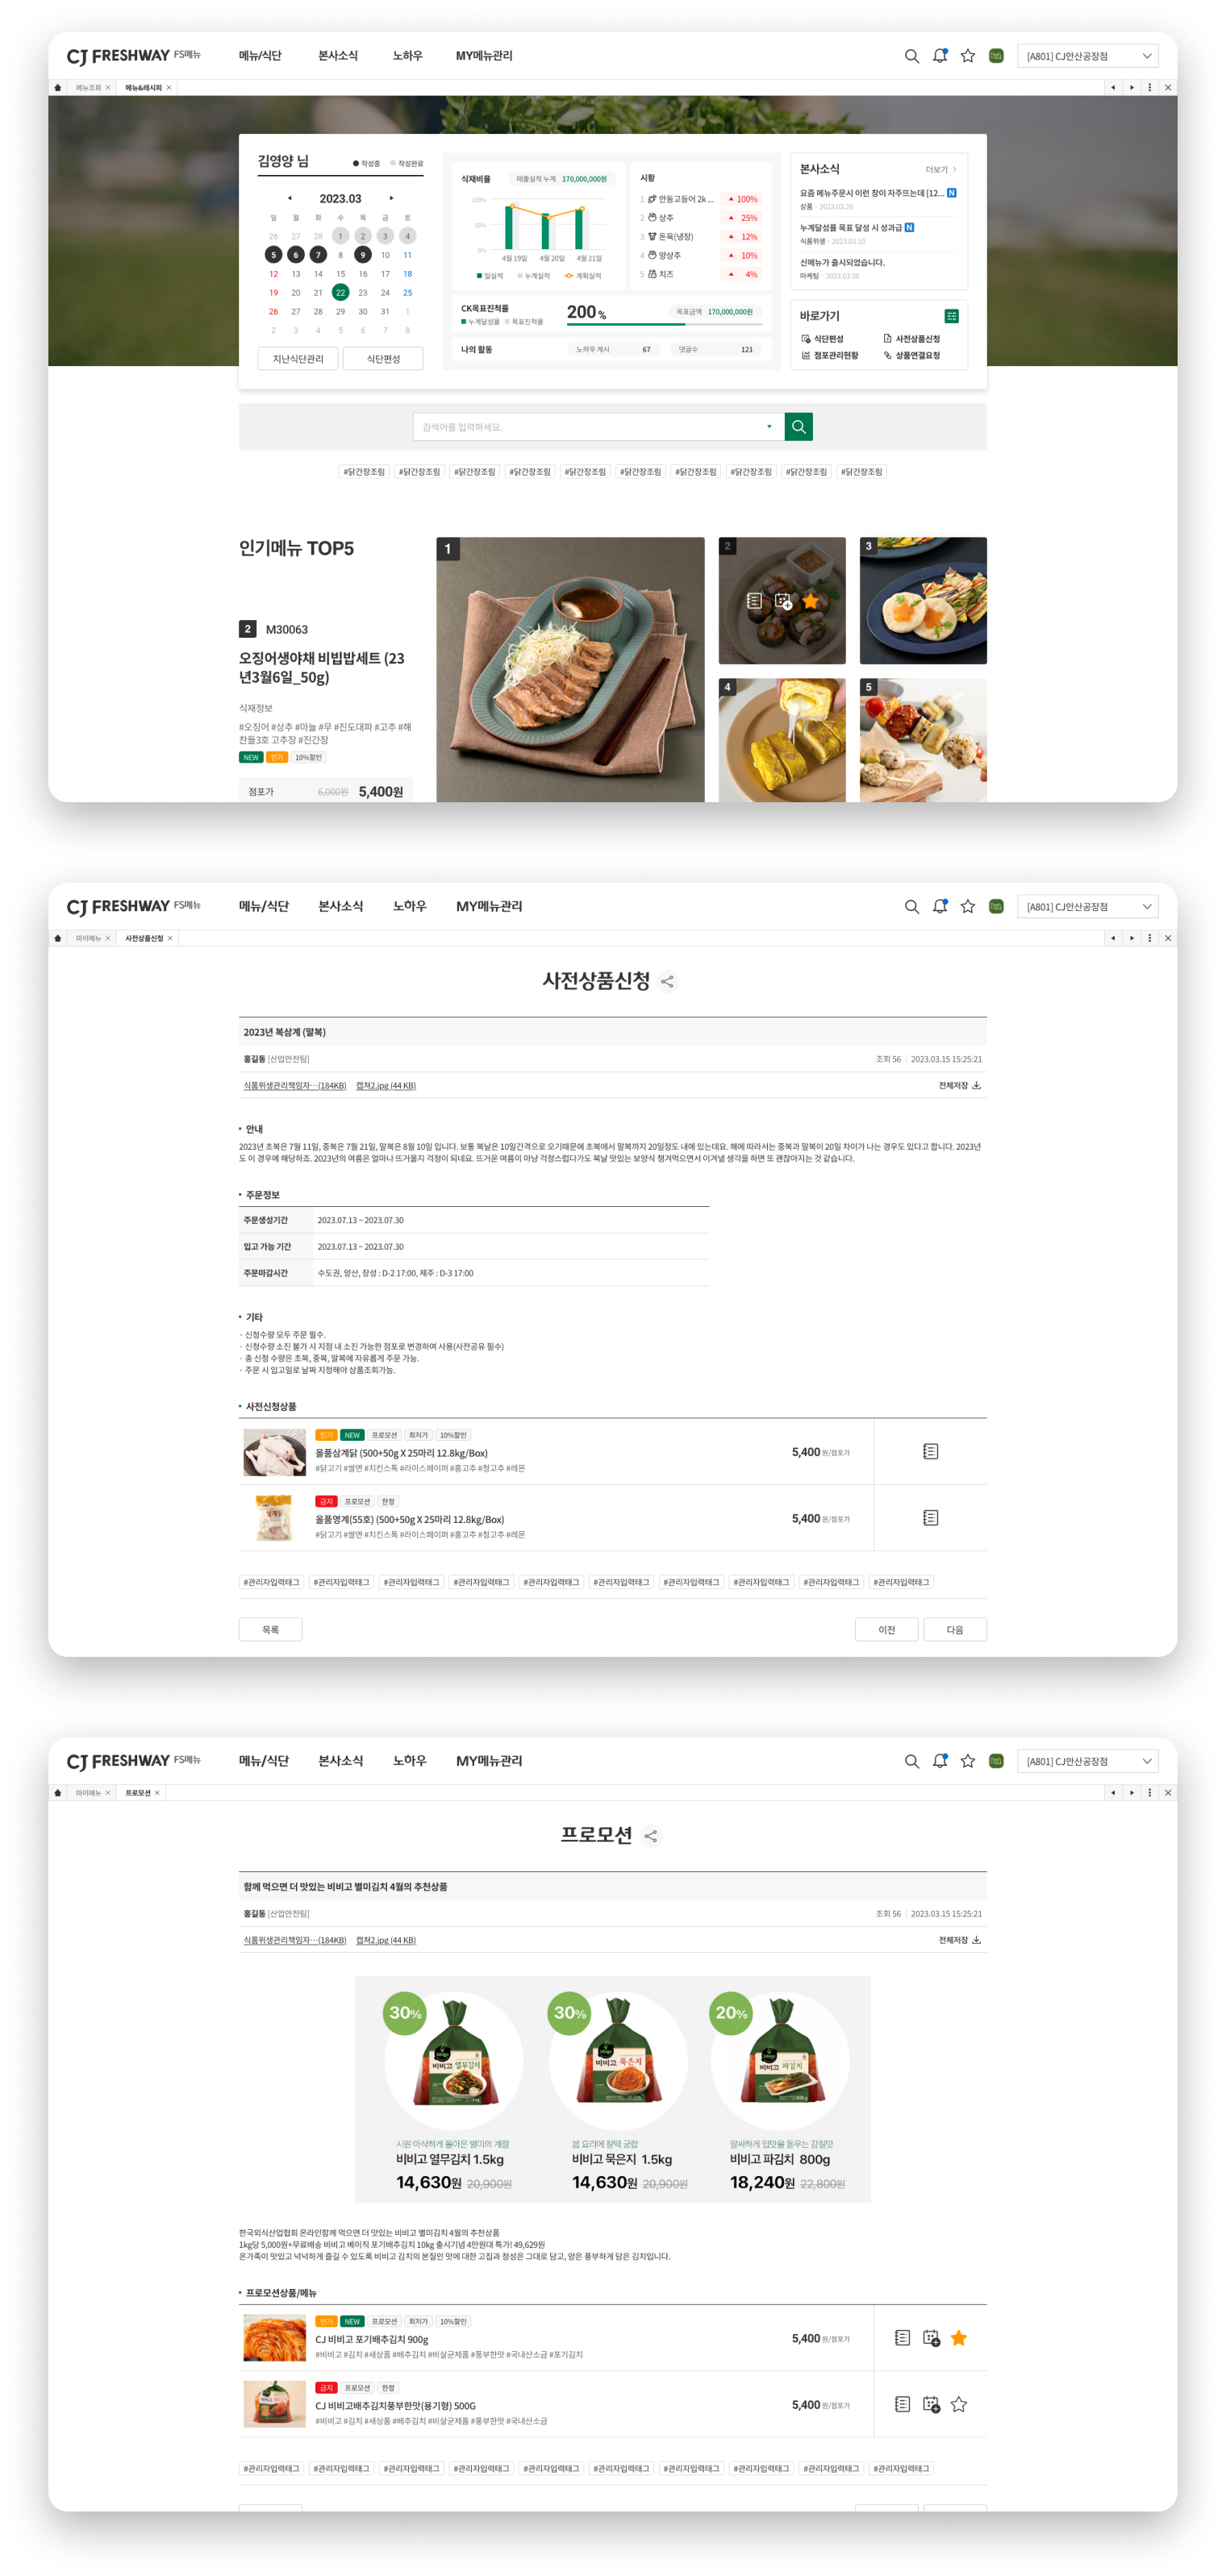 CJ FRESHWAY FS메뉴 메뉴/식단 본사소식 노하우 MY메뉴관리 [A801] CJ안산공장점
메뉴조회 메뉴&레시피
김영양 님 작성중 작성완료
2023.03
일 월 화 수 목 금 토
26 27 28 1 2 3 4
5 6 7 8 9 10 11
12 13 14 15 16 17 18
19 20 21 22 23 24 25
26 27 28 29 30 31 1
2 3 4 5 6 7 8
지난식단관리 식단편성
식재비율 매출실적 누계 170,000,000원
100%
50%
0%
4월 19일 4월 20일 4월 21일
일실적 누계실적 계획실적
시황
1 안동고등어 2k... 100%
2 상추 25%
3 돈육(냉장) 12%
4 양상추 10%
5 치즈 4%
CK목표진척률
누계달성율 목표진척율
200 %
목표금액 170,000,000원
나의 활동 노하우 게시 67 댓글수 121
본사소식 더보기
요즘 메뉴주문시 이런 창이 자주뜨는데 [12... N
상품 · 2023.03.20
누계달성률 목표 달성 시 성과급 N
식품위생 · 2023.03.10
신메뉴가 출시되었습니다.
마케팅 · 2023.03.06
바로가기
식단편성 사전상품신청
점포관리현황 상품연결요청
검색어를 입력하세요.
#닭간장조림 #닭간장조림 #닭간장조림 #닭간장조림 #닭간장조림 #닭간장조림 #닭간장조림 #닭간장조림 #닭간장조림 #닭간장조림
인기메뉴 TOP5
2 M30063
오징어생야채 비빔밥세트 (23
년3월6일_50g)
식재정보
#오징어 #상추 #마늘 #무 #진도대파 #고추 #해
찬들3호 고추장 #진간장
NEW 인기 10%할인
점포가 6,000원 5,400원
1
2
3
4
5
CJ FRESHWAY FS메뉴 메뉴/식단 본사소식 노하우 MY메뉴관리 [A801] CJ안산공장점
마이메뉴 사전상품신청
사전상품신청
2023년 복삼계 (말복)
홍길동 [산업안전팀] 조회 56 2023.03.15 15:25:21
식품위생관리책임자…(184KB) 캡쳐2.jpg (44 KB) 전체저장
안내
2023년 초복은 7월 11일, 중복은 7월 21일, 말복은 8월 10일 입니다. 보통 복날은 10일간격으로 오기때문에 초복에서 말복까지 20일정도 내에 있는데요. 해에 따라서는 중복과 말복이 20일 차이가 나는 경우도 있다고 합니다. 2023년
도 이 경우에 해당하죠. 2023년의 여름은 얼마나 뜨거울지 걱정이 되네요. 뜨거운 여름이 마냥 걱정스럽다가도 복날 맛있는 보양식 챙겨먹으면서 이겨낼 생각을 하면 또 괜찮아지는 것 같습니다.
주문정보
주문생성기간 2023.07.13 ~ 2023.07.30
입고 가능 기간 2023.07.13 ~ 2023.07.30
주문마감시간 수도권, 양산, 장성 : D-2 17:00, 제주 : D-3 17:00
기타
· 신청수량 모두 주문 필수.
· 신청수량 소진 불가 시 지점 내 소진 가능한 점포로 변경하여 사용(사전공유 필수)
· 총 신청 수량은 초복, 중복, 말복에 자유롭게 주문 가능.
· 주문 시 입고일로 날짜 지정해야 상품조회가능.
사전신청상품
인기 NEW 프로모션 최저가 10%할인
올품삼계닭 (500+50g X 25마리 12.8kg/Box)
#닭고기 #쌀면 #치킨스톡 #라이스페이퍼 #홍고추 #청고추 #레몬
5,400 원/점포가
금지 프로모션 한정
올품영계(55호) (500+50g X 25마리 12.8kg/Box)
#닭고기 #쌀면 #치킨스톡 #라이스페이퍼 #홍고추 #청고추 #레몬
5,400 원/점포가
#관리자입력태그 #관리자입력태그 #관리자입력태그 #관리자입력태그 #관리자입력태그 #관리자입력태그 #관리자입력태그 #관리자입력태그 #관리자입력태그 #관리자입력태그
목록 이전 다음
CJ FRESHWAY FS메뉴 메뉴/식단 본사소식 노하우 MY메뉴관리 [A801] CJ안산공장점
마이메뉴 프로모션
프로모션
함께 먹으면 더 맛있는 비비고 별미김치 4월의 추천상품
홍길동 [산업안전팀] 조회 56 2023.03.15 15:25:21
식품위생관리책임자…(184KB) 캡쳐2.jpg (44 KB) 전체저장
30% 30% 20%
비비고 열무김치 비비고 묵은지 비비고 파김치
시원 아삭하게 돌아온 별미의 계절 봄 요리에 찰떡 궁합 알싸하게 입맛을 돋우는 감칠맛
비비고 열무김치 1.5kg 비비고 묵은지 1.5kg 비비고 파김치 800g
14,630원 20,900원 14,630원 20,900원 18,240원 22,800원
한국외식산업협회 온라인함께 먹으면 더 맛있는 비비고 별미김치 4월의 추천상품
1kg당 5,000원+무료배송 비비고 베이직 포기배추김치 10kg 출시기념 4만원대 특가! 49,629원
온가족이 맛있고 넉넉하게 즐길 수 있도록 비비고 김치의 본질인 맛에 대한 고집과 정성은 그대로 담고, 양은 풍부하게 담은 김치입니다.
프로모션상품/메뉴
인기 NEW 프로모션 최저가 10%할인
CJ 비비고 포기배추김치 900g
#비비고 #김치 #새상품 #배추김치 #비살균제품 #풍부한맛 #국내산소금 #포기김치
5,400 원/점포가
금지 프로모션 한정
CJ 비비고배추김치풍부한맛(용기형) 500G
#비비고 #김치 #새상품 #배추김치 #비살균제품 #풍부한맛 #국내산소금
5,400 원/점포가
#관리자입력태그 #관리자입력태그 #관리자입력태그 #관리자입력태그 #관리자입력태그 #관리자입력태그 #관리자입력태그 #관리자입력태그 #관리자입력태그 #관리자입력태그